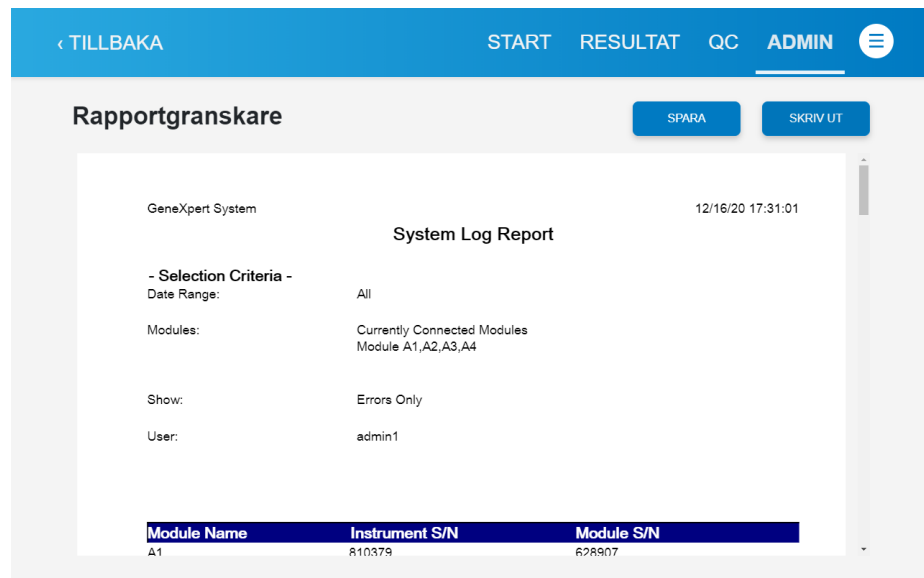 ‹ TILLBAKA START RESULTAT QC ADMIN
Rapportgranskare SPARA SKRIV UT
GeneXpert System 12/16/20 17:31:01
System Log Report
- Selection Criteria -
Date Range: All
Modules: Currently Connected Modules
Module A1,A2,A3,A4
Show: Errors Only
User: admin1
Module Name Instrument S/N Module S/N
A1 810379 628907